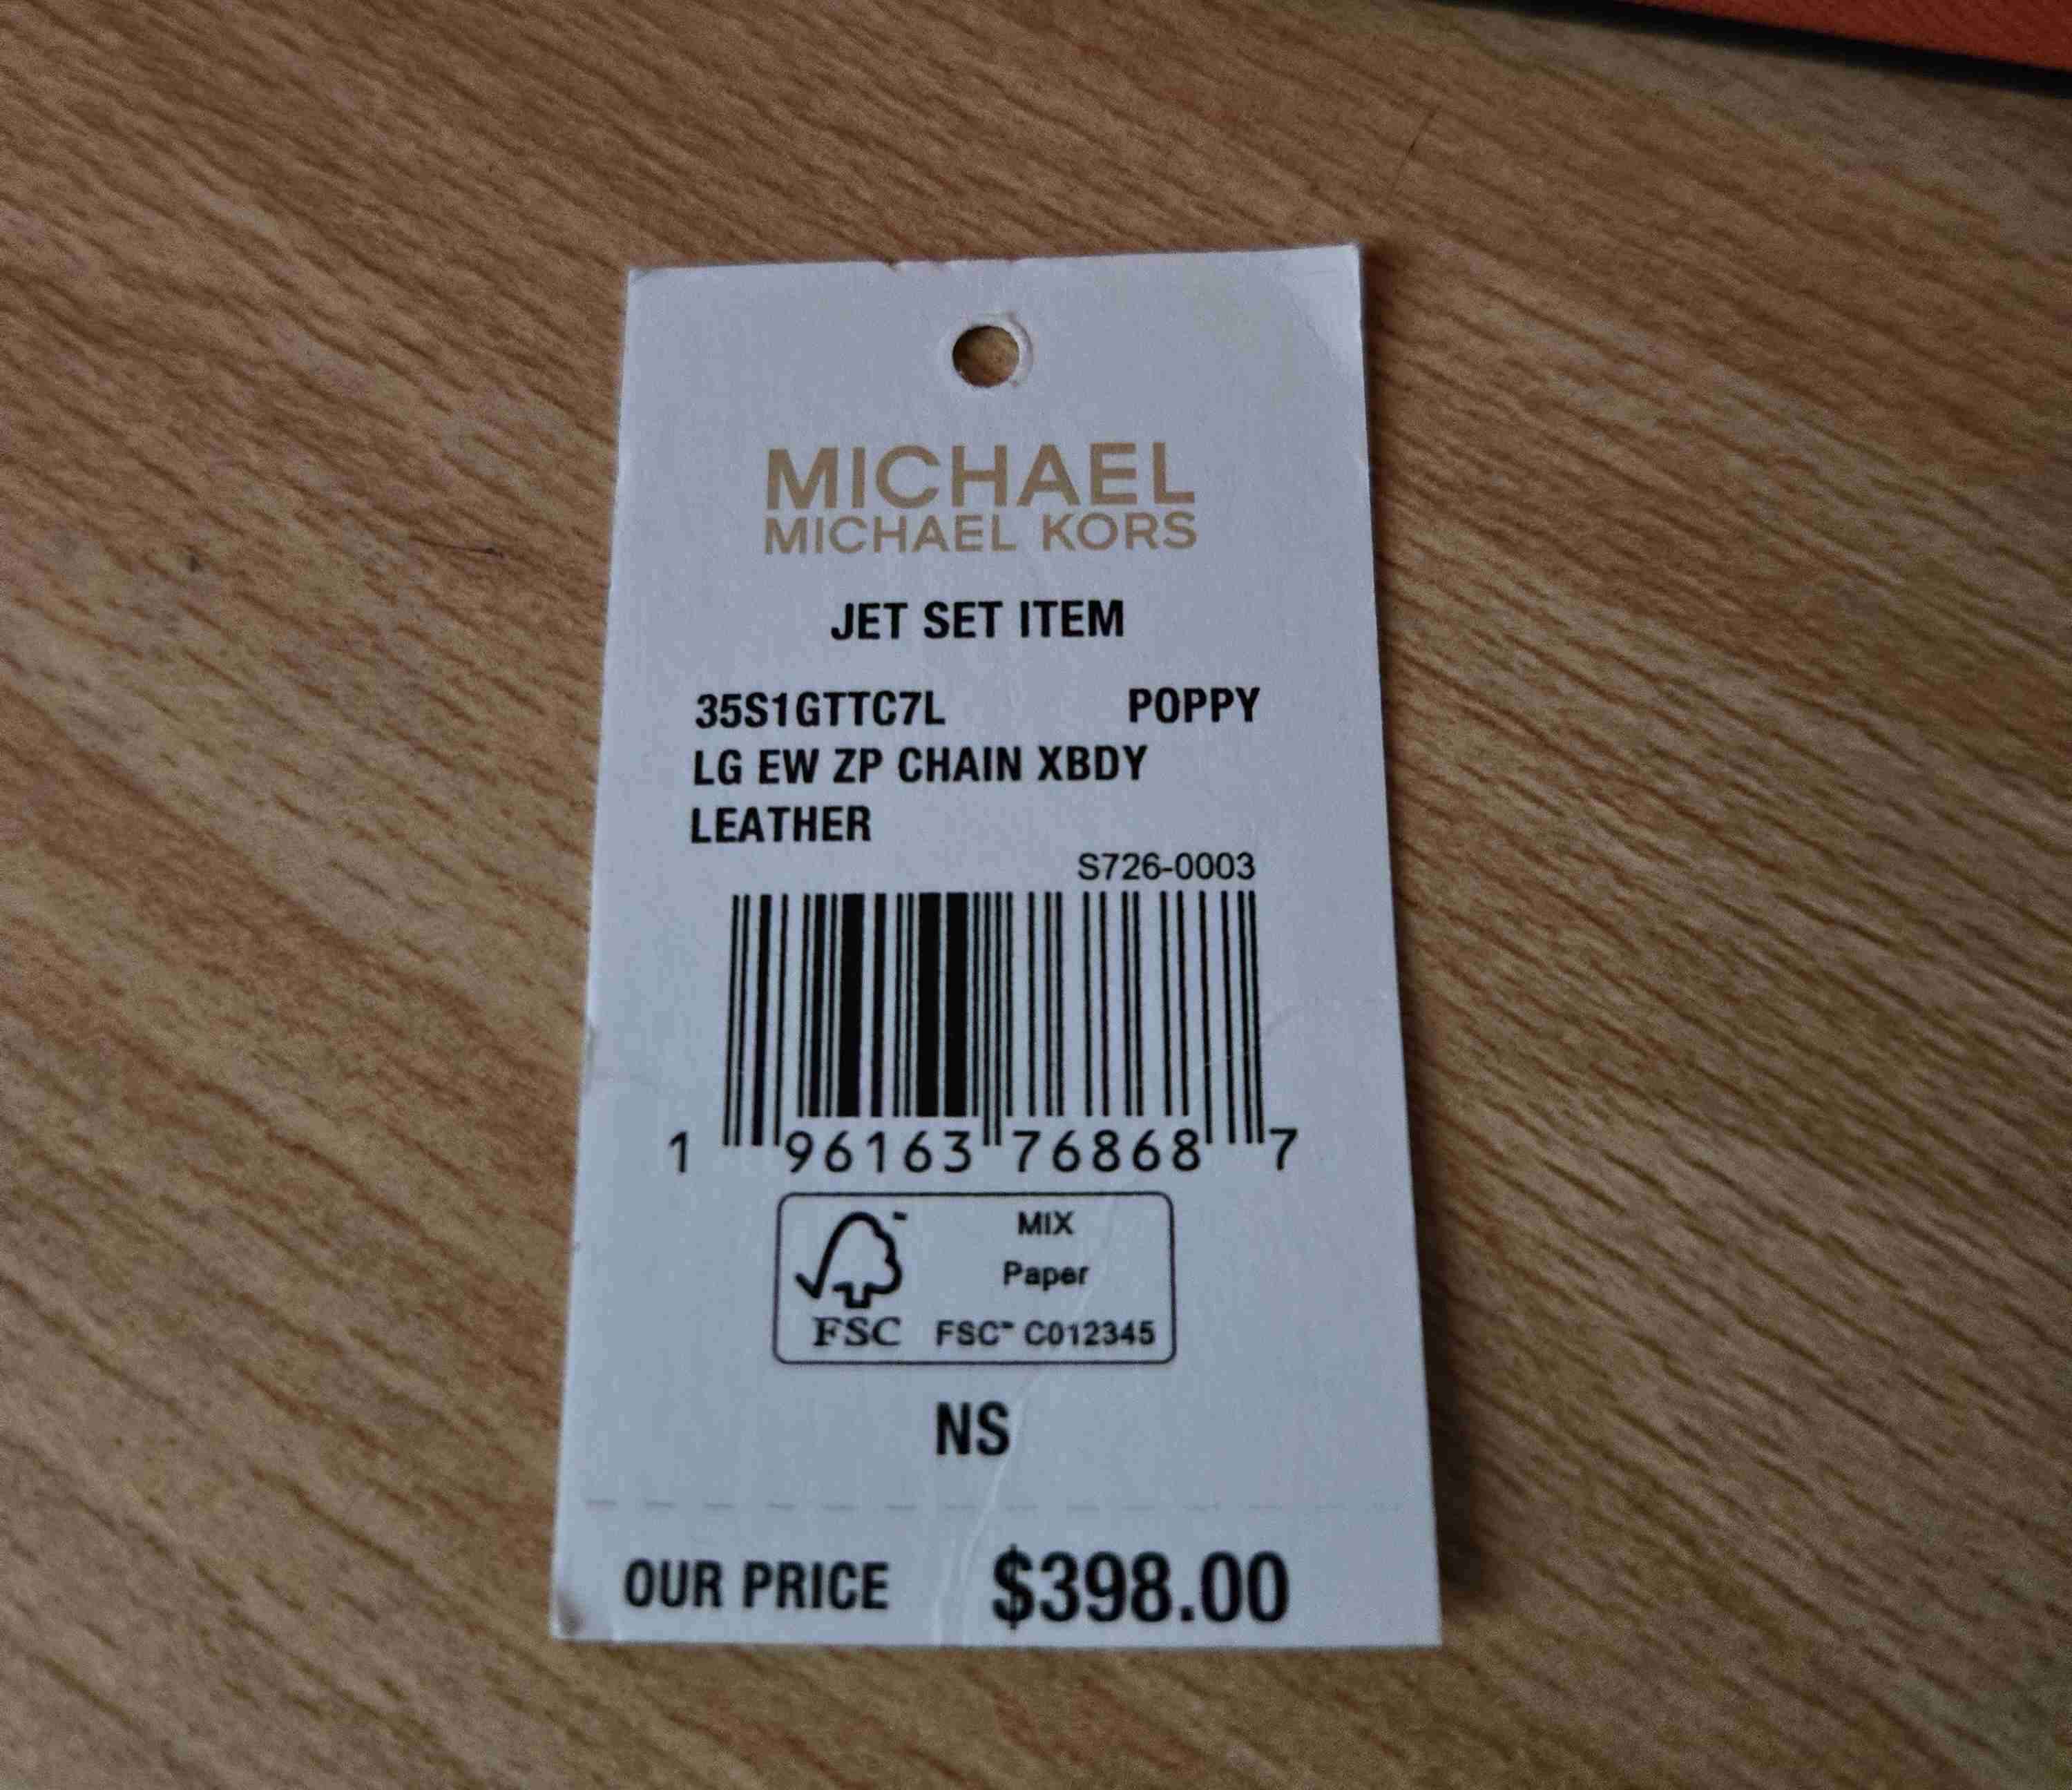 MICHAEL
MICHAEL KORS
JET SET ITEM
35S1GTTC7L POPPY
LG EW ZP CHAIN XBDY
LEATHER
S726-0003
1 96163 76868 7
MIX
Paper
FSC FSC™ C012345
NS
OUR PRICE $398.00